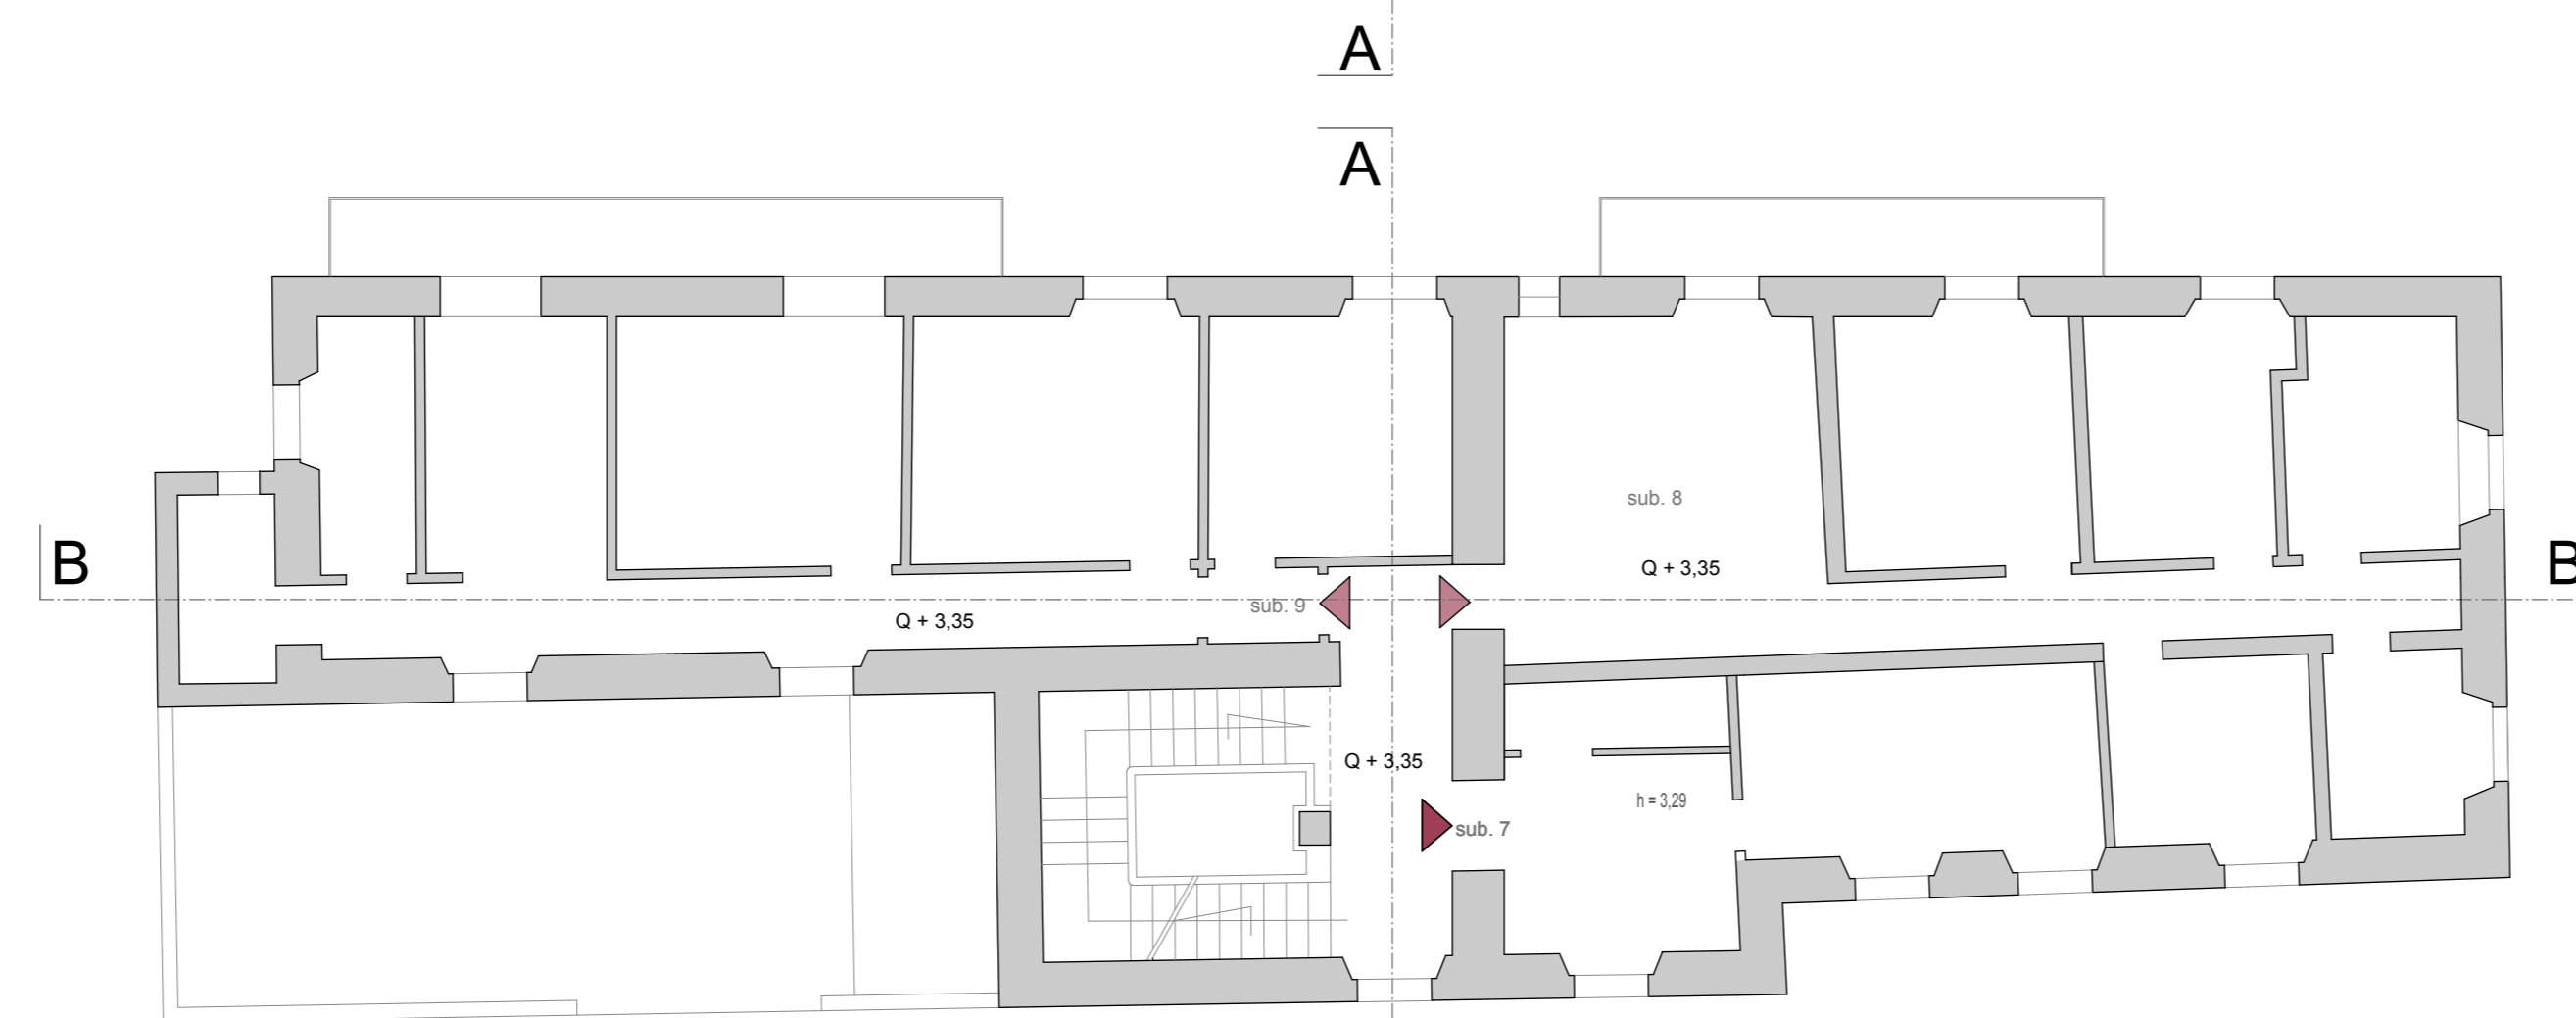 A
A
sub. 8
B
Q + 3,35
B
sub. 9
Q + 3,35
Q + 3,35
h = 3,29
sub. 7